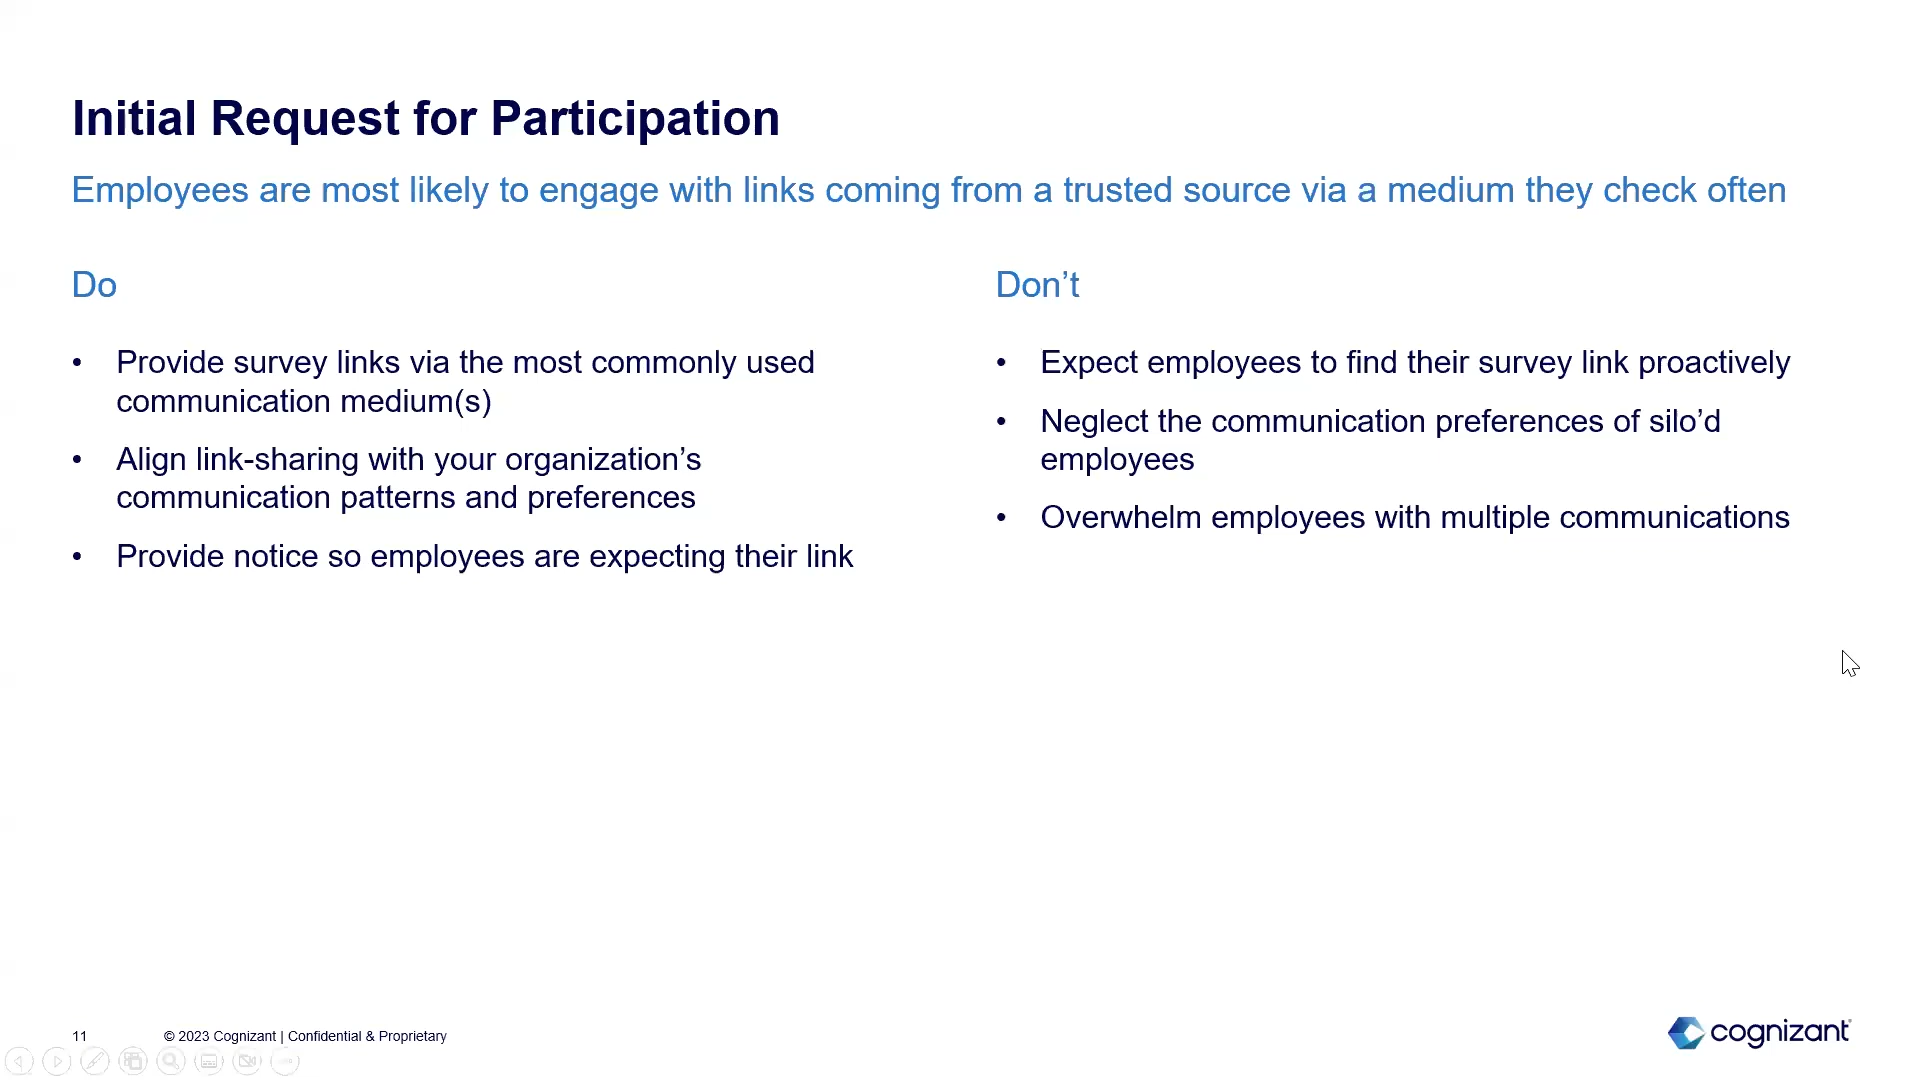 Initial Request for Participation
Employees are most likely to engage with links coming from a trusted source via a medium they check often
Do
• Provide survey links via the most commonly used
communication medium(s)
• Align link-sharing with your organization’s
communication patterns and preferences
• Provide notice so employees are expecting their link
Don’t
• Expect employees to find their survey link proactively
• Neglect the communication preferences of silo’d
employees
• Overwhelm employees with multiple communications
11 © 2023 Cognizant | Confidential & Proprietary
cognizant